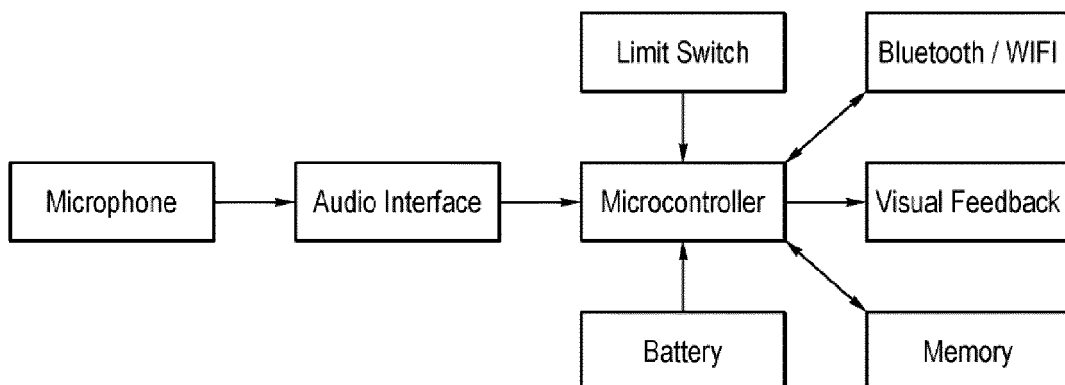 Limit Switch
Bluetooth / WIFI
Microphone
Audio Interface
Microcontroller
Visual Feedback
Battery
Memory